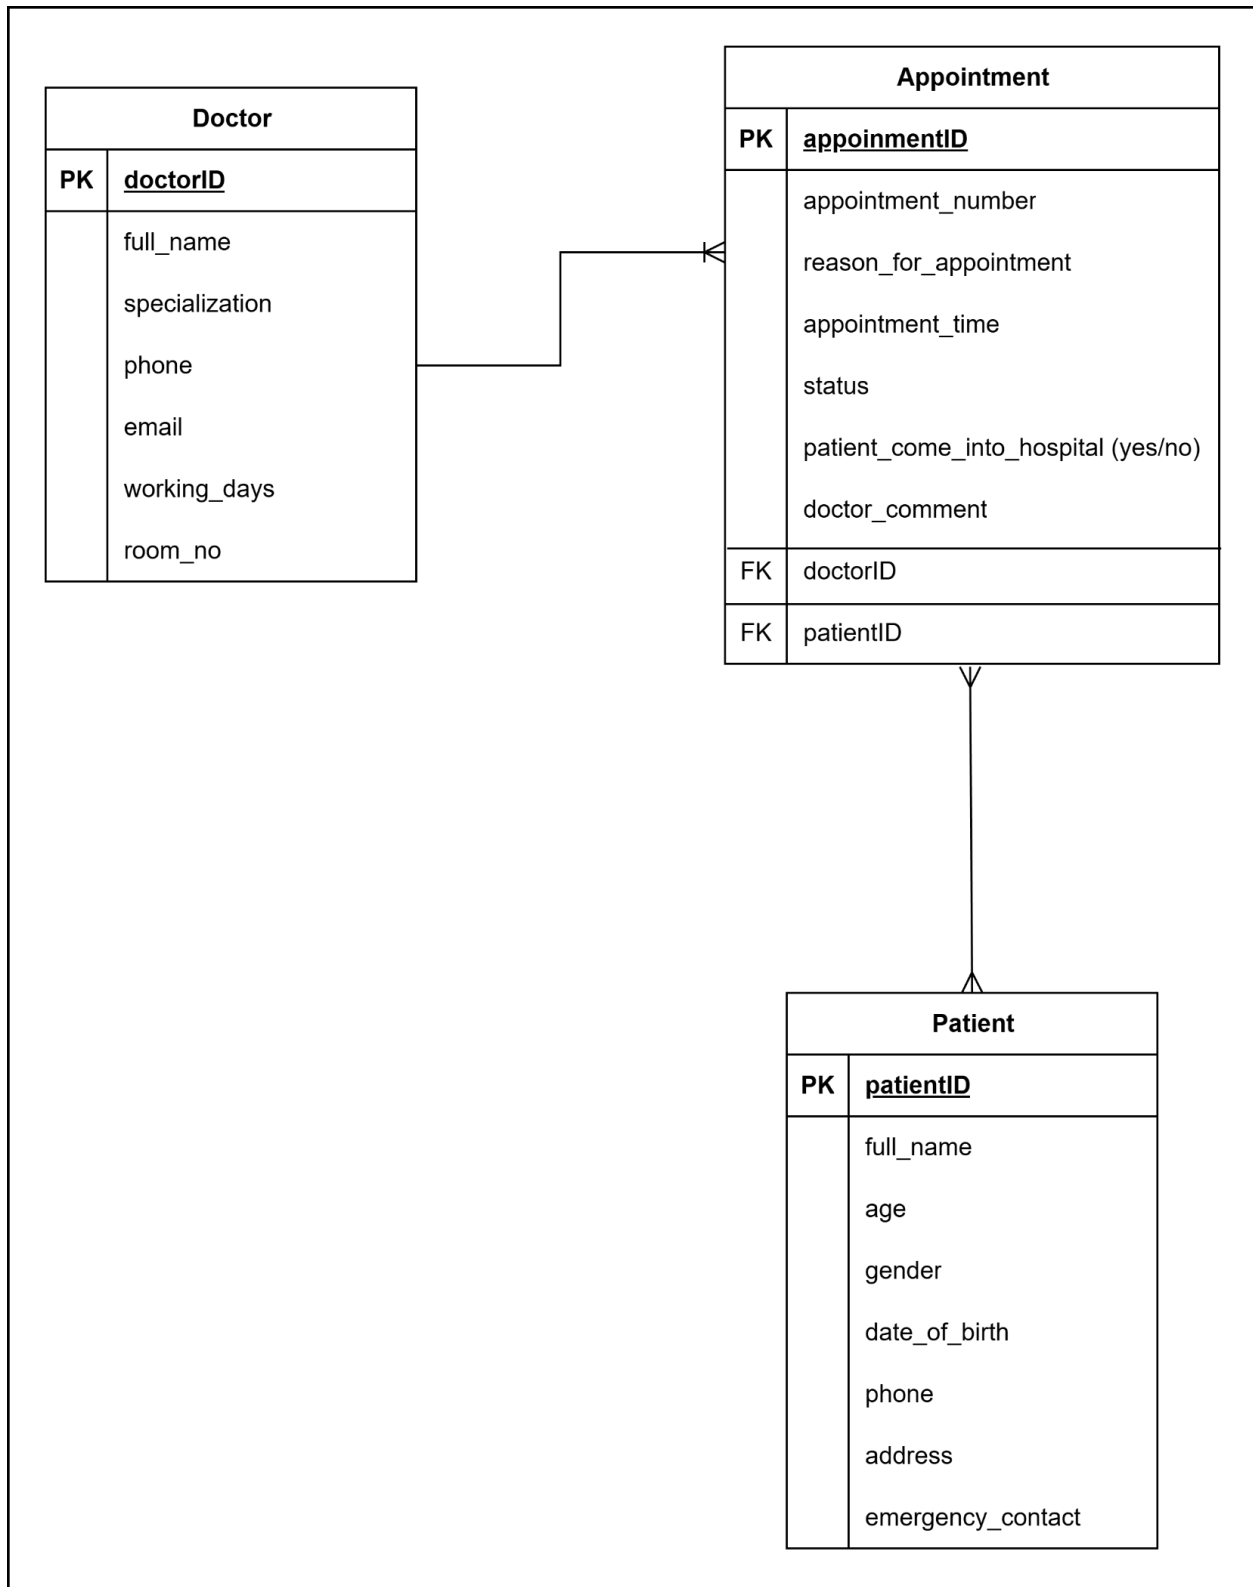 Doctor
PK doctorID
full_name
specialization
phone
email
working_days
room_no
Appointment
PK appoinmentID
appointment_number
reason_for_appointment
appointment_time
status
patient_come_into_hospital (yes/no)
doctor_comment
FK doctorID
FK patientID
Patient
PK patientID
full_name
age
gender
date_of_birth
phone
address
emergency_contact